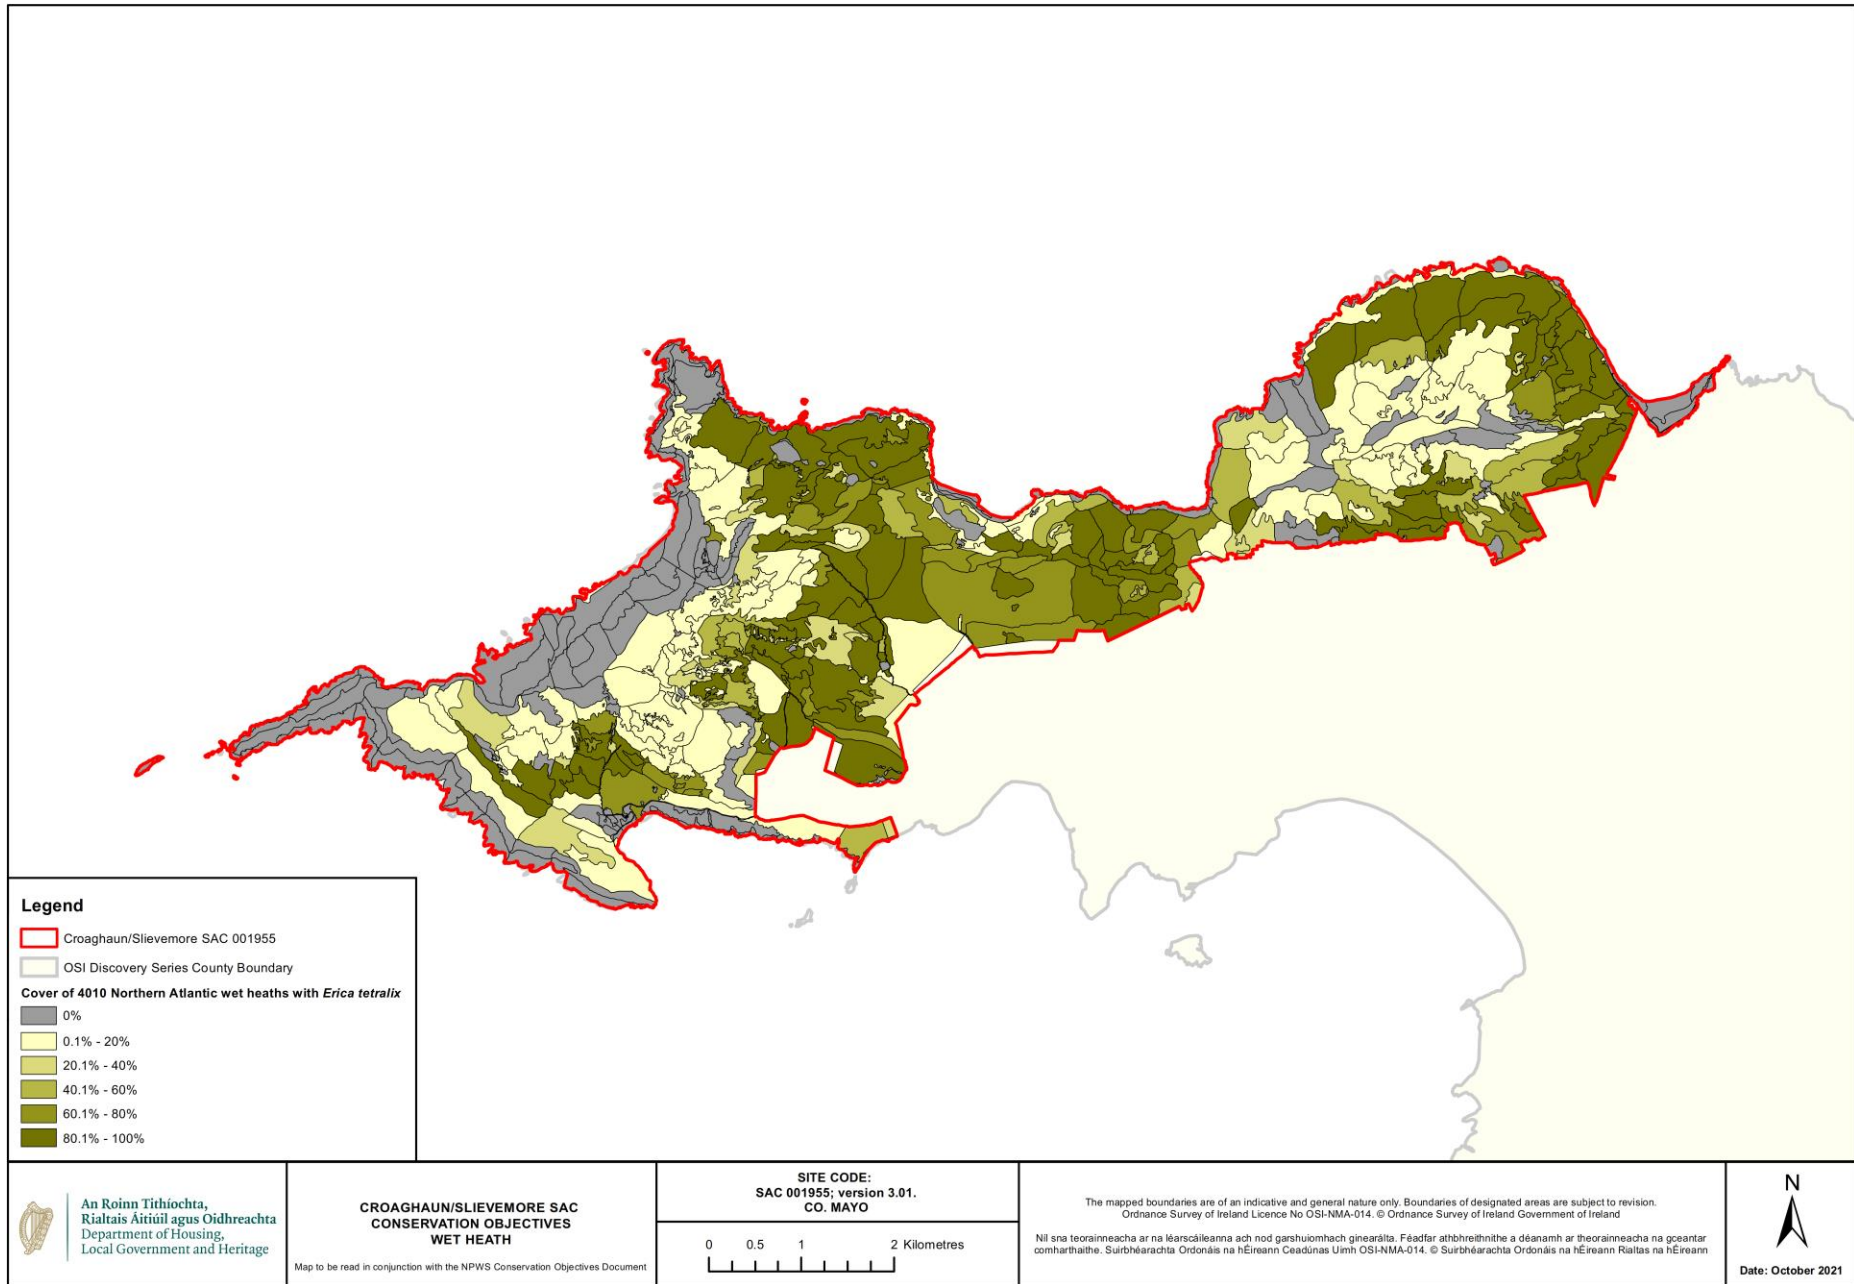 Legend
Croaghaun/Slievemore SAC 001955
OSI Discovery Series County Boundary
Cover of 4010 Northern Atlantic wet heaths with Erica tetralix
0%
0.1% - 20%
20.1% - 40%
40.1% - 60%
60.1% - 80%
80.1% - 100%
An Roinn Tithíochta,
Rialtais Áitiúil agus Oidhreachta
Department of Housing,
Local Government and Heritage
CROAGHAUN/SLIEVEMORE SAC
CONSERVATION OBJECTIVES
WET HEATH
Map to be read in conjunction with the NPWS Conservation Objectives Document
SITE CODE:
SAC 001955; version 3.01.
CO. MAYO
0 0.5 1 2 Kilometres
The mapped boundaries are of an indicative and general nature only. Boundaries of designated areas are subject to revision.
Ordnance Survey of Ireland Licence No OSI-NMA-014. © Ordnance Survey of Ireland Government of Ireland
Níl sna teorainneacha ar na léarscáileanna ach nod garshuiomhach ginearálta. Féadfar athbhreithnithe a déanamh ar theorainneacha na gceantar
comharthaithe. Suirbhéarachta Ordonáis na hÉireann Ceadúnas Uimh OSI-NMA-014. © Suirbhéarachta Ordonáis na hÉireann Rialtas na hÉireann
N
Date: October 2021